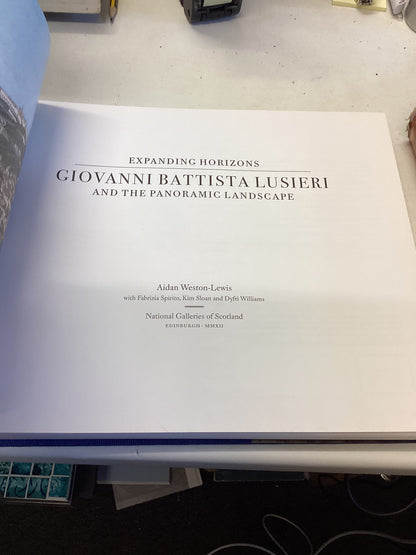 EXPANDING HORIZONS
GIOVANNI BATTISTA LUSIERI
AND THE PANORAMIC LANDSCAPE
Aidan Weston-Lewis
with Fabrizia Spirito, Kim Sloan and Dyfri Williams
National Galleries of Scotland
EDINBURGH · MMXII